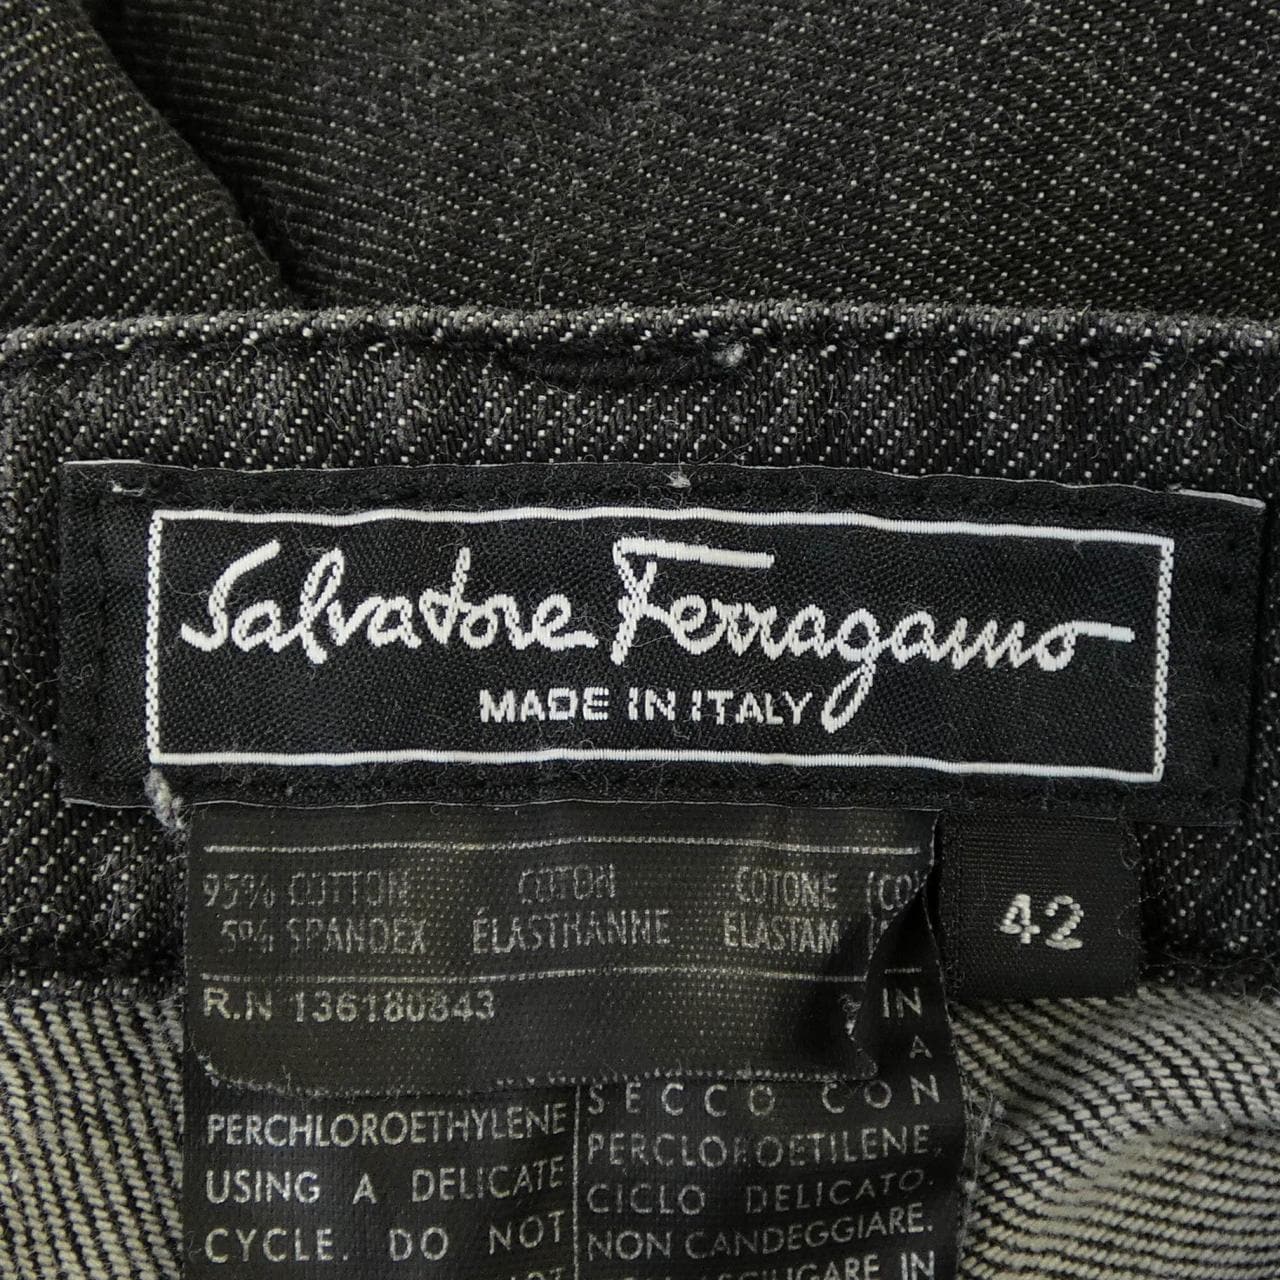 Salvatore Ferragamo
MADE IN ITALY
42
95% COTTON COTON COTONE
5% SPANDEX ÉLASTHANNE ELASTAM
R.N 136180843
IN
A
PERCHLOROETHYLENE
USING A DELICATE
CYCLE. DO NOT
SECCO CON
PERCLOROETILENE,
CICLO DELICATO.
NON CANDEGGIARE.
IN